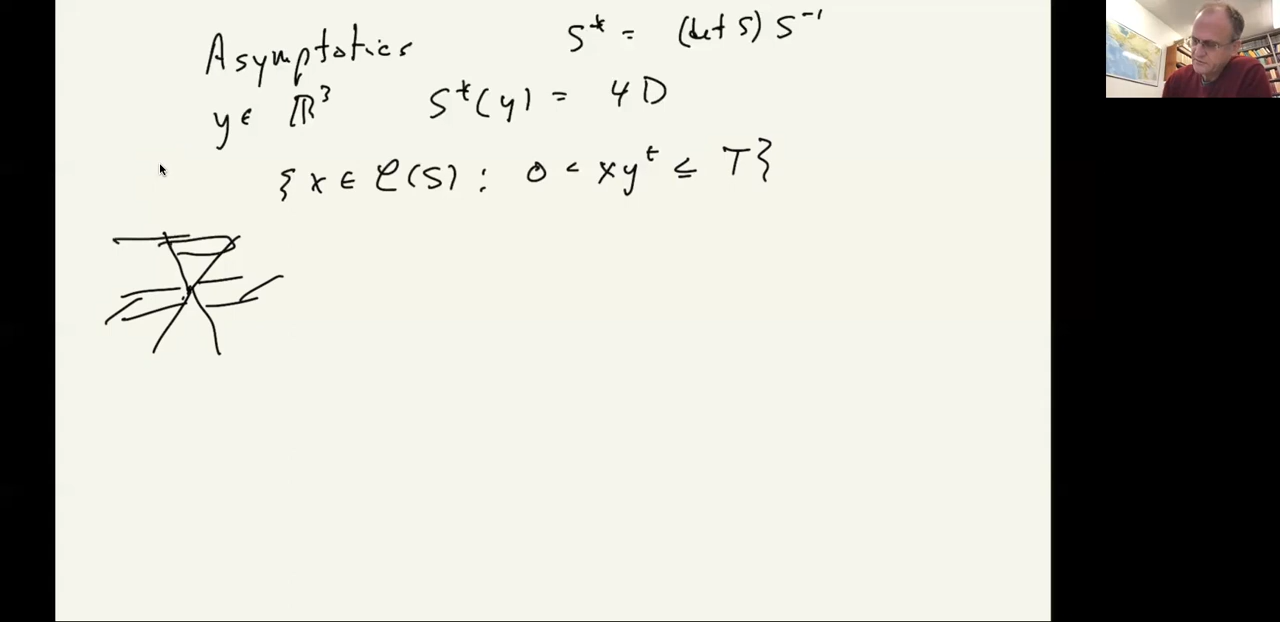 Asymptotics S* = (det S) S⁻¹
y ∈ ℝ³ S*(y) = 4D
{ x ∈ 𝒞(S) : 0 < xyᵗ ≤ T }